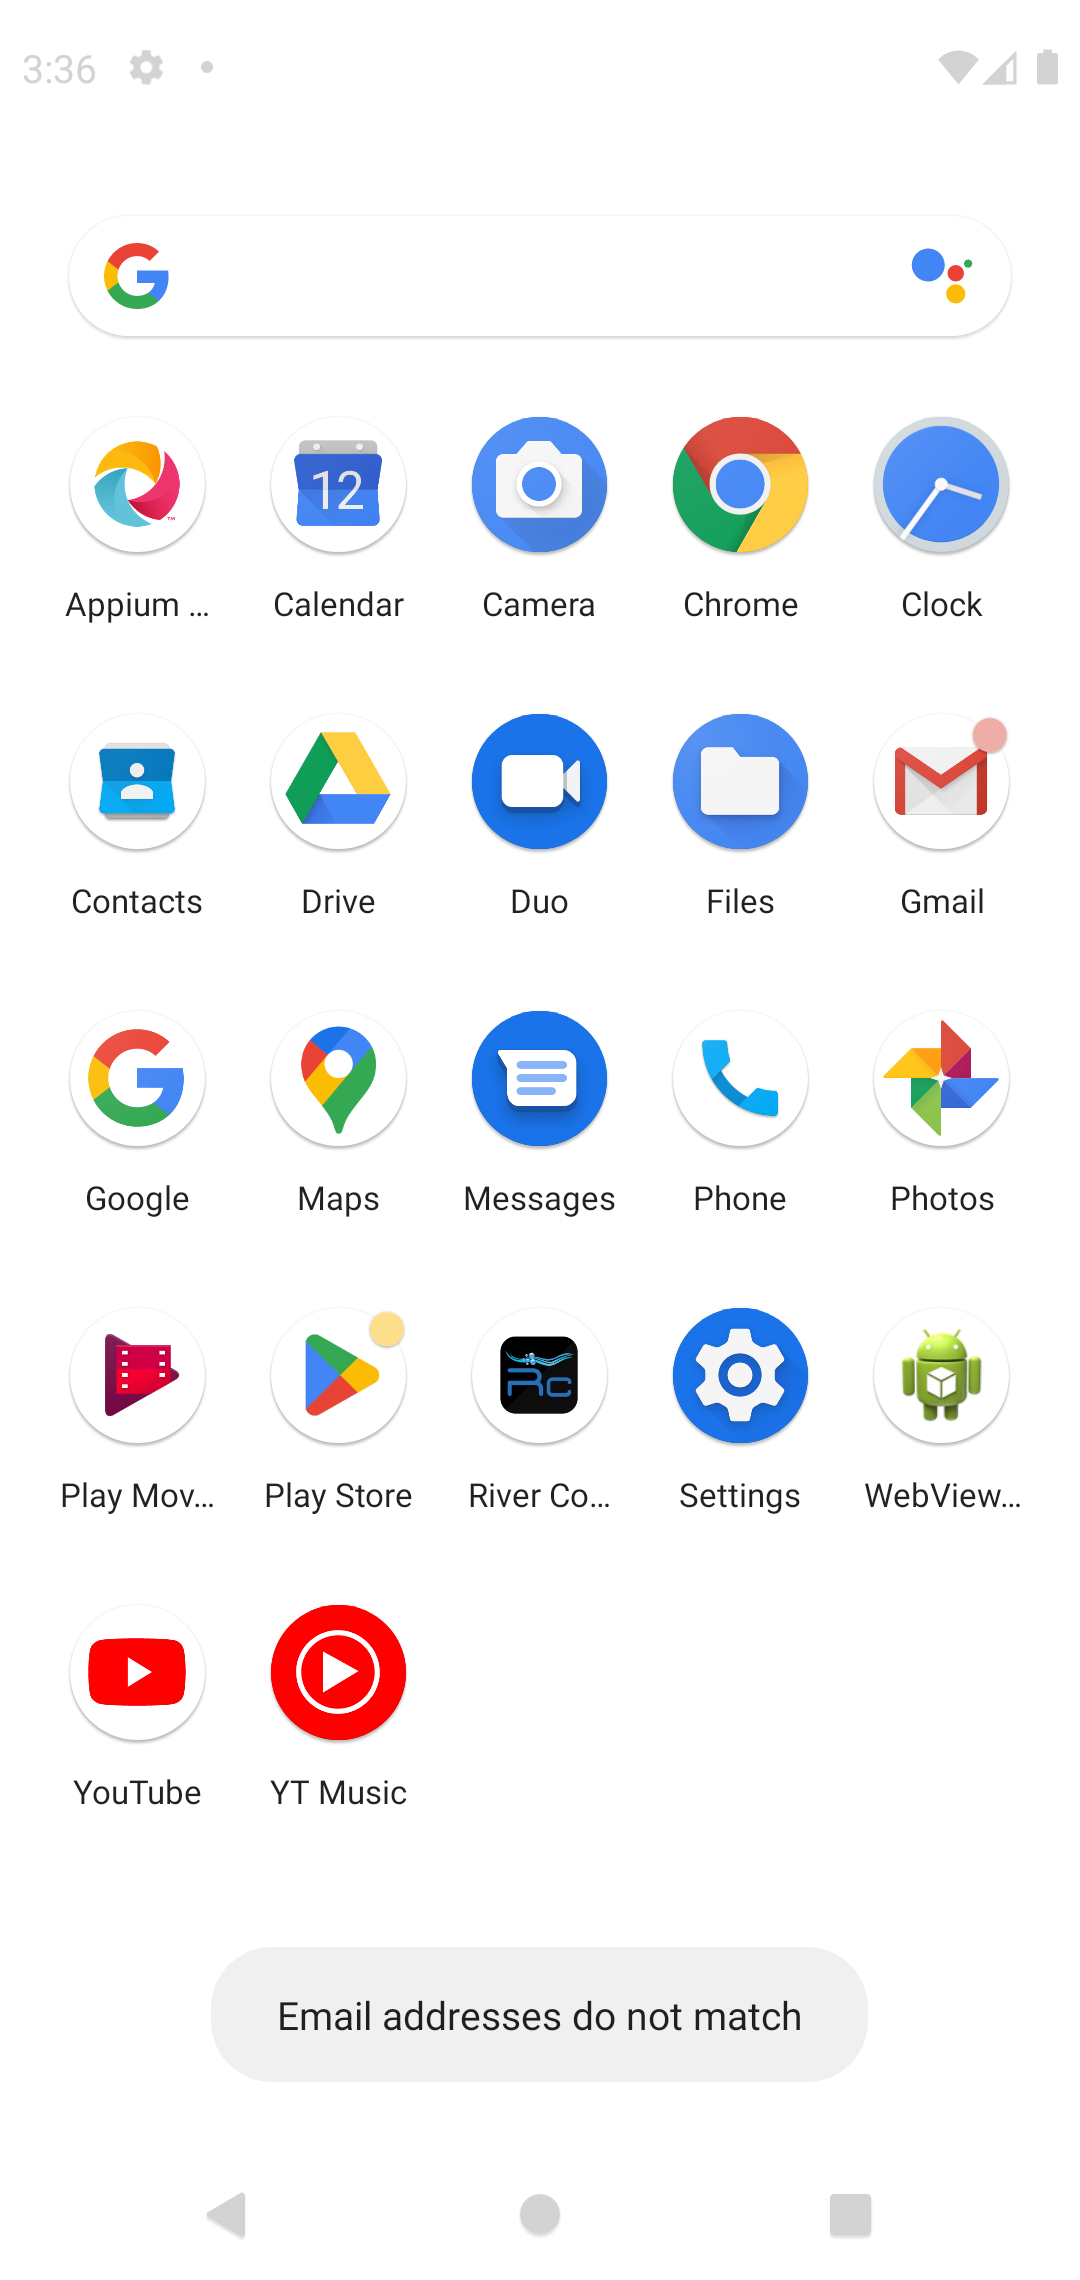 3:36
Appium ...
Calendar
Camera
Chrome
Clock
12
Contacts
Drive
Duo
Files
Gmail
Google
Maps
Messages
Phone
Photos
Rc
Play Mov...
Play Store
River Co...
Settings
WebView...
YouTube
YT Music
Email addresses do not match